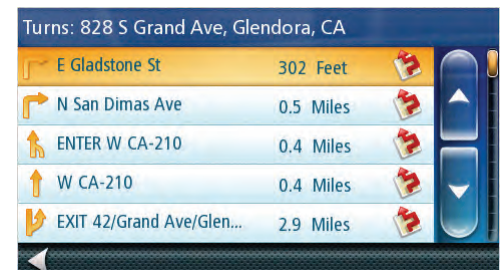 Turns: 828 S Grand Ave, Glendora, CA
E Gladstone St 302 Feet
N San Dimas Ave 0.5 Miles
ENTER W CA-210 0.4 Miles
W CA-210 0.4 Miles
EXIT 42/Grand Ave/Glen... 2.9 Miles